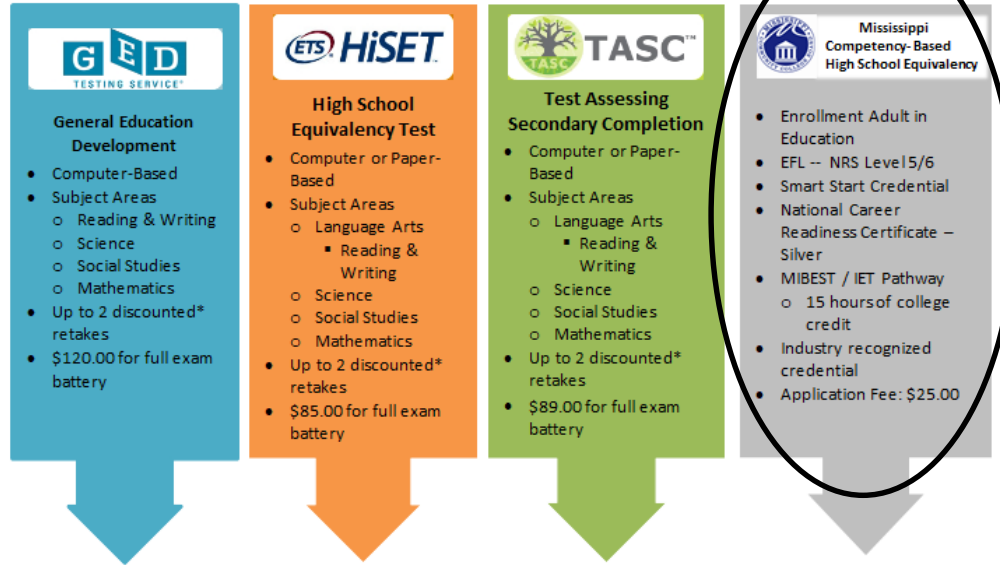 GED
TESTING SERVICE®
General Education
Development
• Computer-Based
• Subject Areas
o Reading & Writing
o Science
o Social Studies
o Mathematics
• Up to 2 discounted*
retakes
• $120.00 for full exam
battery
ETS HiSET
High School
Equivalency Test
• Computer or Paper-
Based
• Subject Areas
o Language Arts
▪ Reading &
Writing
o Science
o Social Studies
o Mathematics
• Up to 2 discounted*
retakes
• $85.00 for full exam
battery
TASC
TASC™
Test Assessing
Secondary Completion
• Computer or Paper-
Based
• Subject Areas
o Language Arts
▪ Reading &
Writing
o Science
o Social Studies
o Mathematics
• Up to 2 discounted*
retakes
• $89.00 for full exam
battery
Mississippi
Competency- Based
High School Equivalency
• Enrollment Adult in
Education
• EFL -- NRS Level 5/6
• Smart Start Credential
• National Career
Readiness Certificate –
Silver
• MIBEST / IET Pathway
o 15 hours of college
credit
• Industry recognized
credential
• Application Fee: $25.00